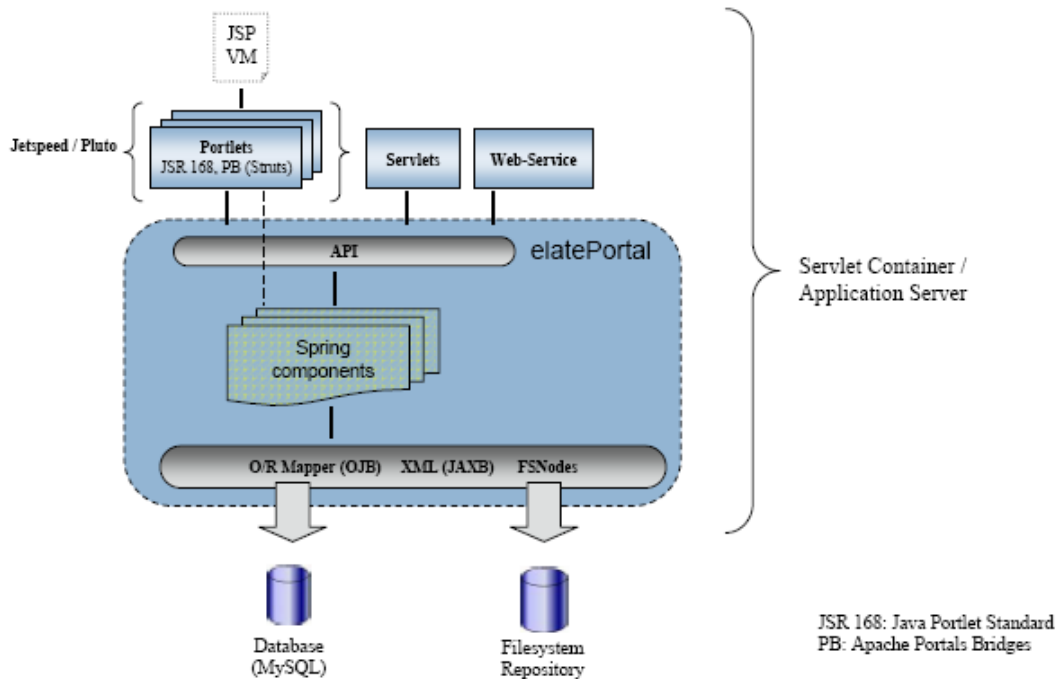 JSP
VM
Jetspeed / Pluto
Portlets
JSR 168, PB (Struts)
Servlets
Web-Service
API
elatePortal
Spring
components
O/R Mapper (OJB) XML (JAXB) FSNodes
Servlet Container /
Application Server
Database
(MySQL)
Filesystem
Repository
JSR 168: Java Portlet Standard
PB: Apache Portals Bridges